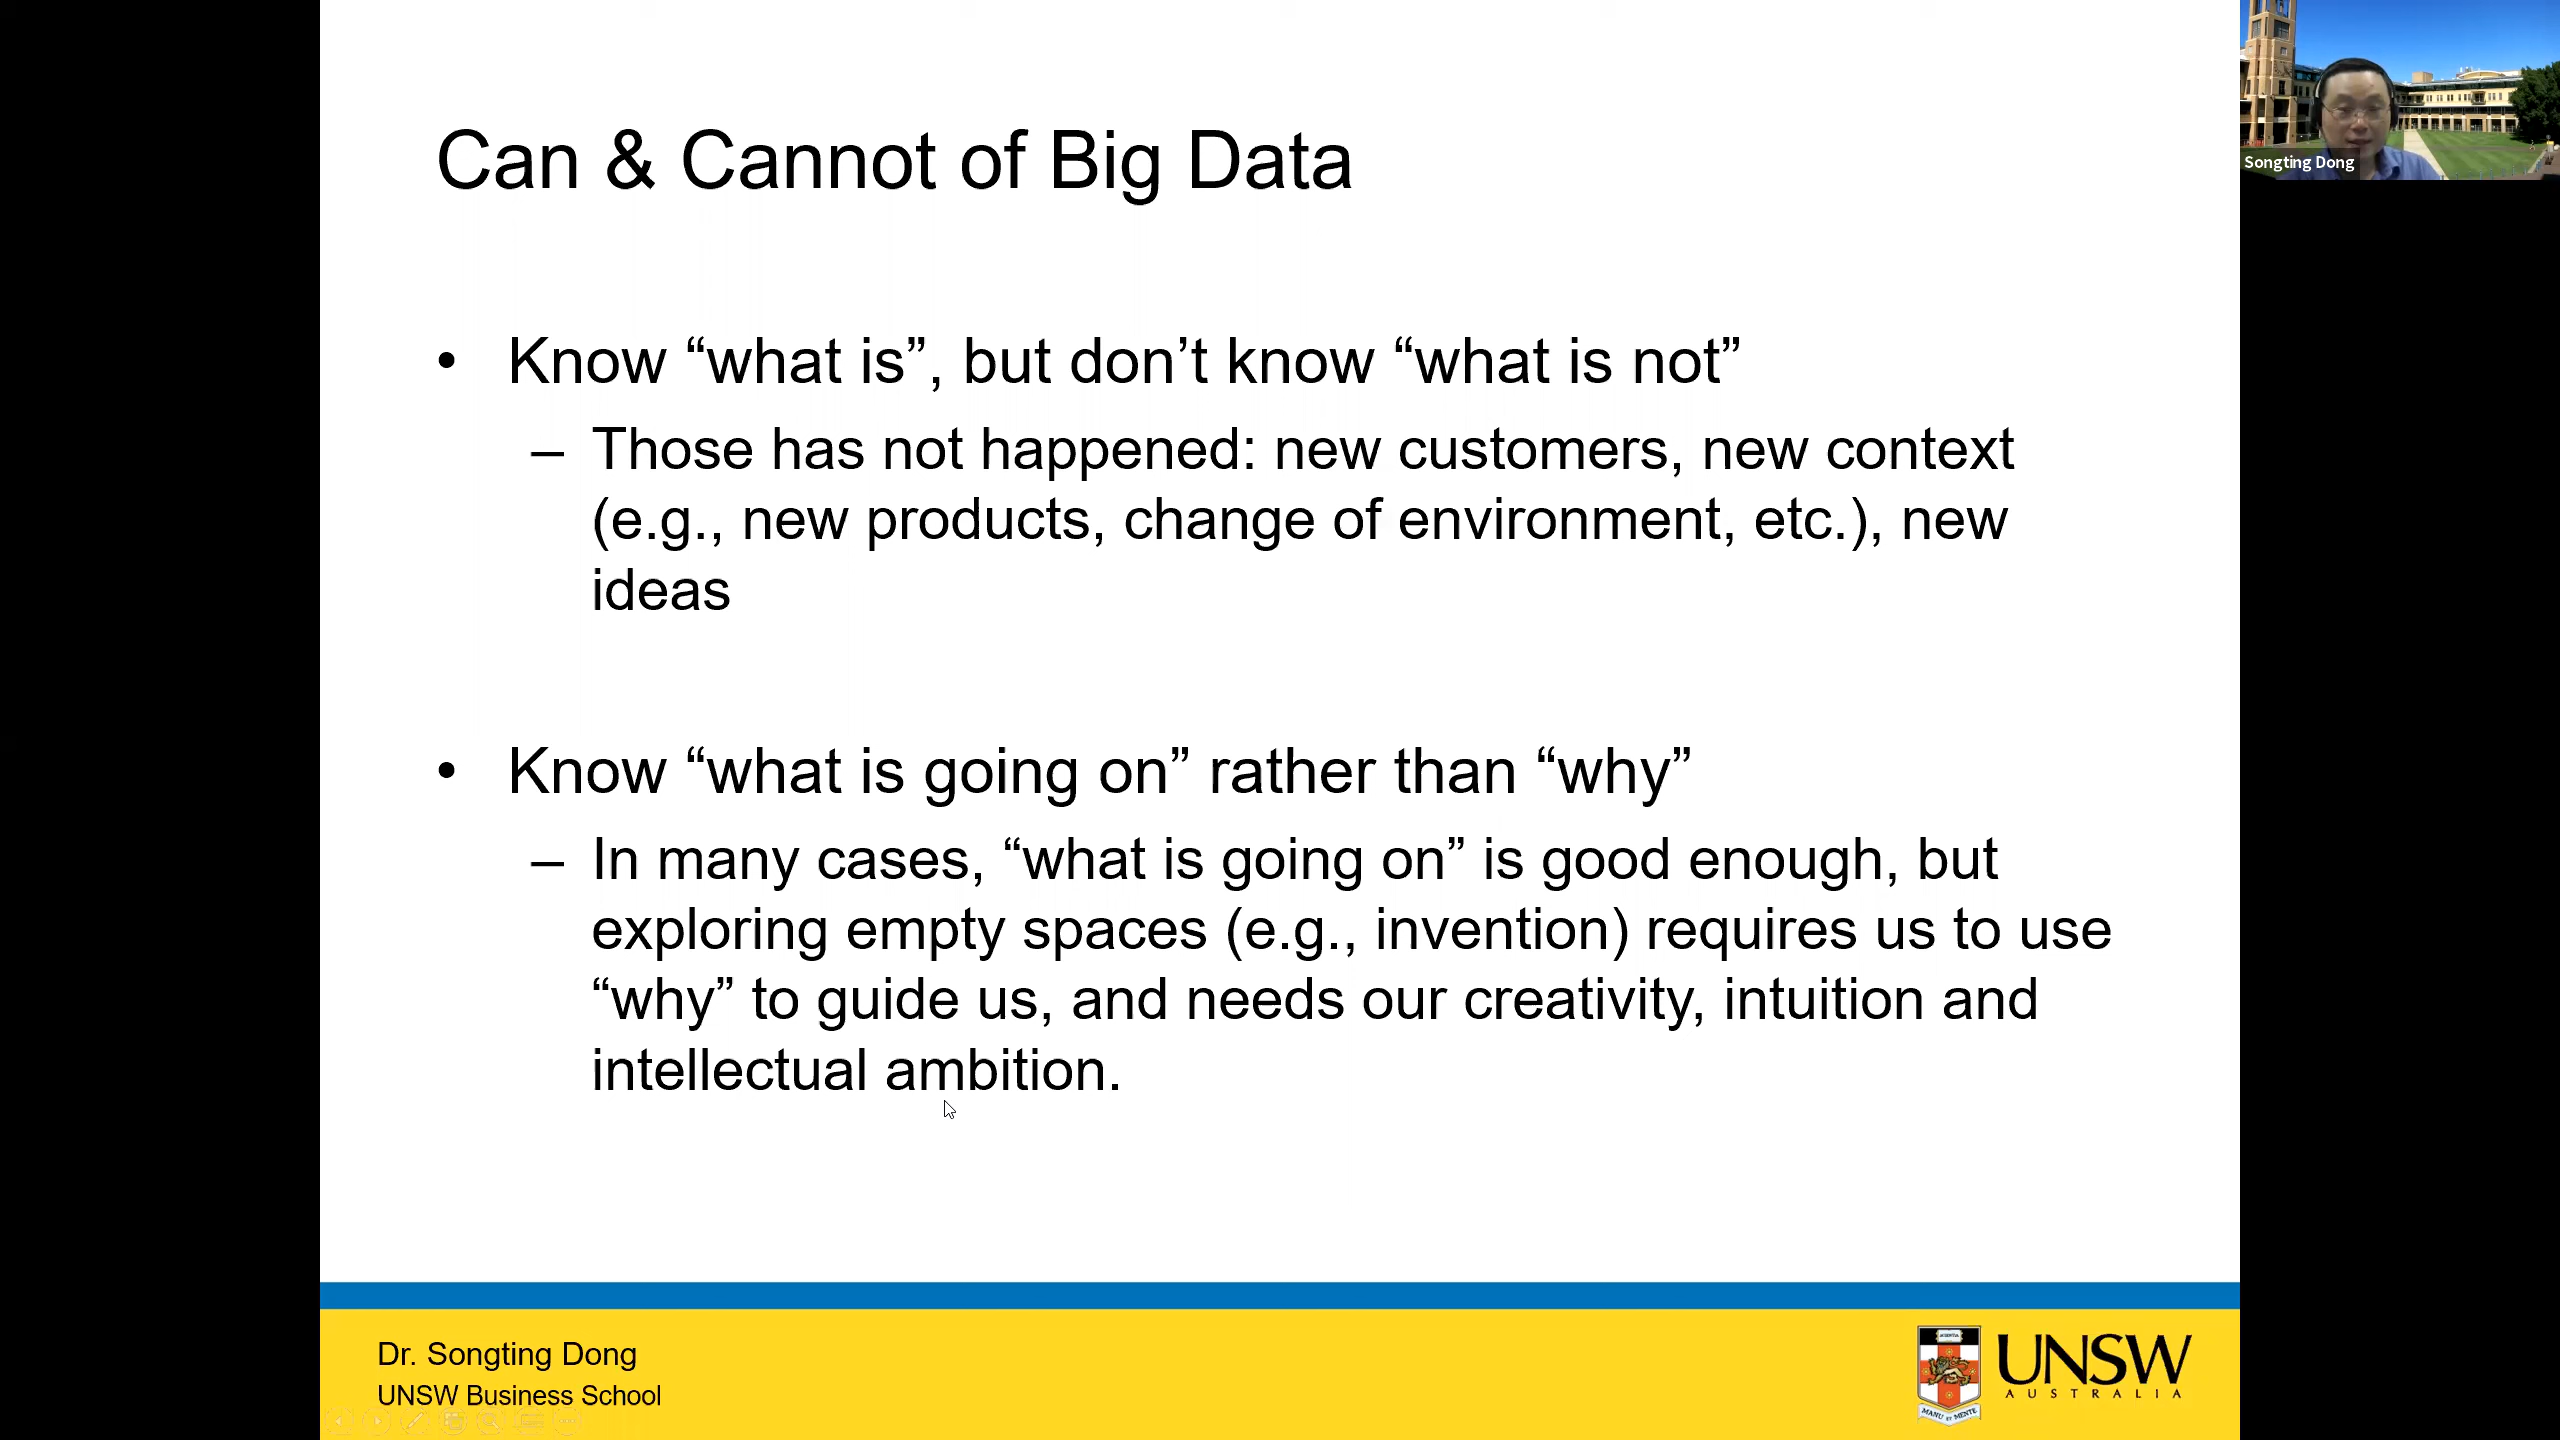 Can & Cannot of Big Data
• Know “what is”, but don’t know “what is not”
– Those has not happened: new customers, new context
(e.g., new products, change of environment, etc.), new
ideas
• Know “what is going on” rather than “why”
– In many cases, “what is going on” is good enough, but
exploring empty spaces (e.g., invention) requires us to use
“why” to guide us, and needs our creativity, intuition and
intellectual ambition.
Songting Dong
Dr. Songting Dong
UNSW Business School
UNSW
AUSTRALIA
MANU ET MENTE